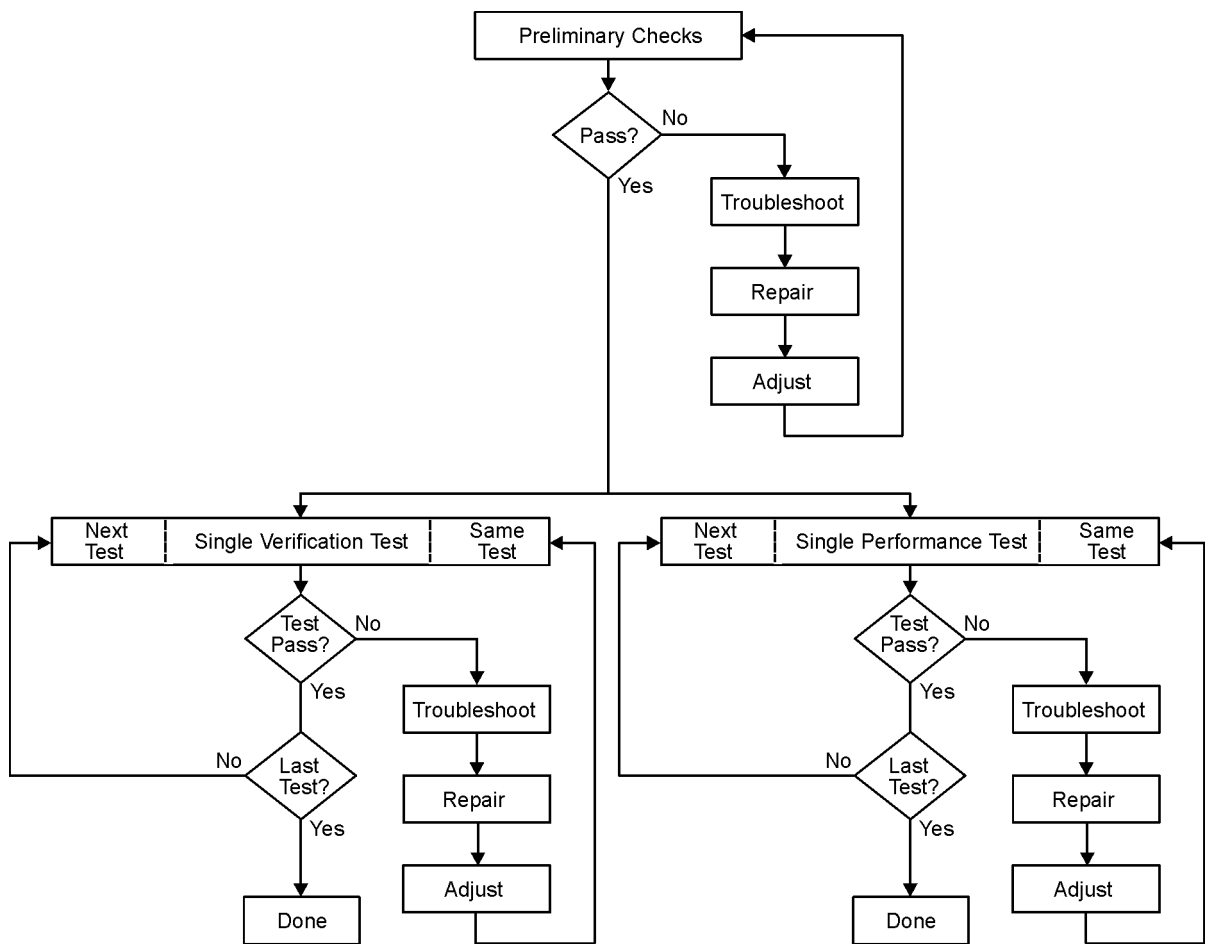 Preliminary Checks
Pass?
No
Yes
Troubleshoot
Repair
Adjust
Next
Test
Single Verification Test
Same
Test
Test
Pass?
No
Yes
Troubleshoot
No
Last
Test?
Yes
Repair
Adjust
Done
Next
Test
Single Performance Test
Same
Test
Test
Pass?
No
Yes
Troubleshoot
No
Last
Test?
Yes
Repair
Adjust
Done